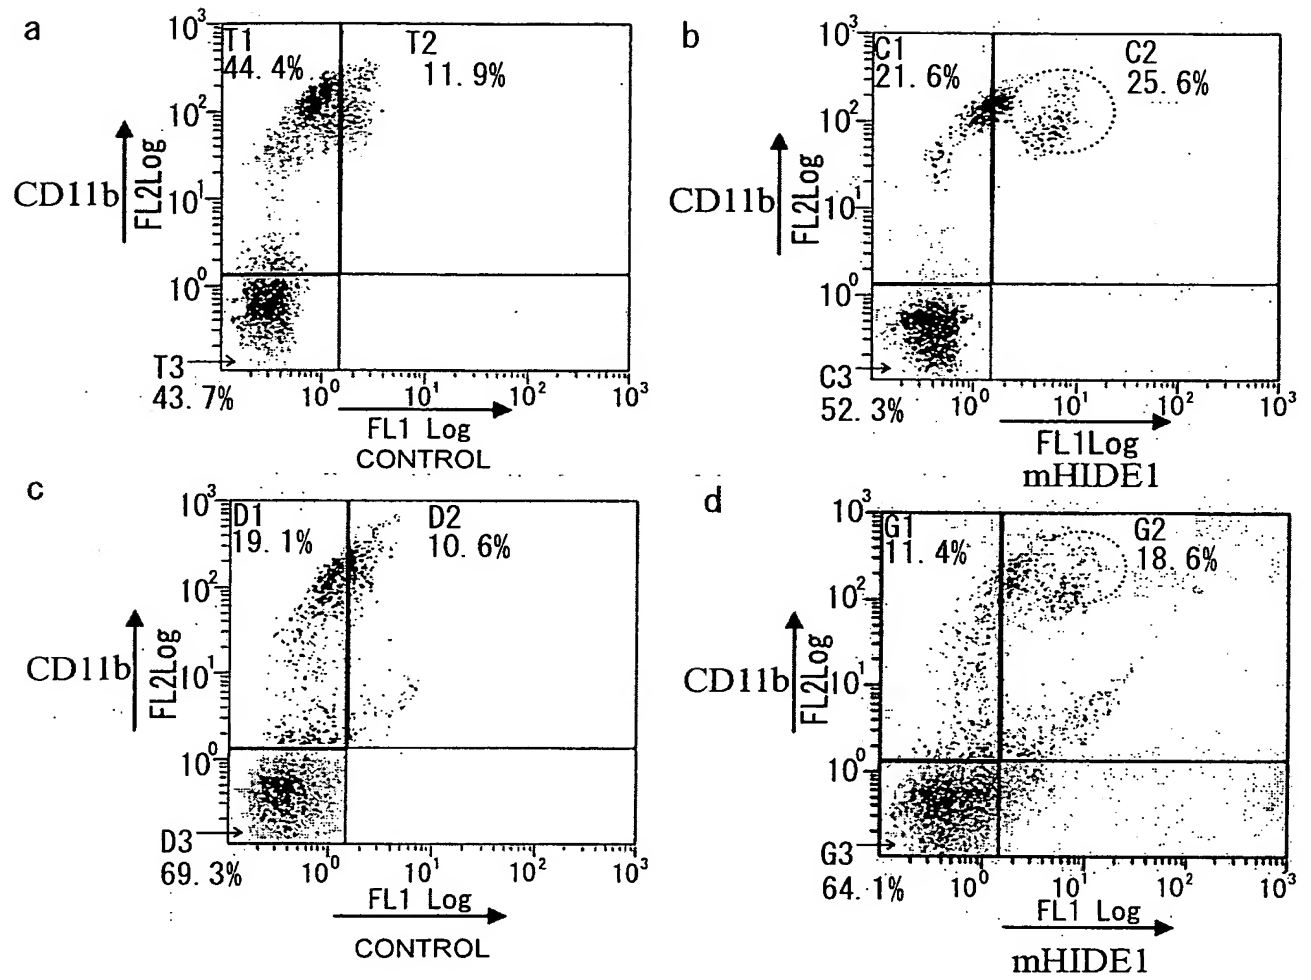 a
10³
T1
44.4%
T2
11.9%
10²
CD11b
FL2Log
10¹
10⁰
T3
43.7%
10⁰ 10¹ 10² 10³
FL1 Log
CONTROL
b
10³
C1
21.6%
C2
25.6%
10²
CD11b
FL2Log
10¹
10⁰
C3
52.3%
10⁰ 10¹ 10² 10³
FL1Log
mHIDE1
c
10³
D1
19.1%
D2
10.6%
10²
CD11b
FL2Log
10¹
10⁰
D3
69.3%
10⁰ 10¹ 10² 10³
FL1 Log
CONTROL
d
10³
G1
11.4%
G2
18.6%
10²
CD11b
FL2Log
10¹
10⁰
G3
64.1%
10⁰ 10¹ 10² 10³
FL1 Log
mHIDE1